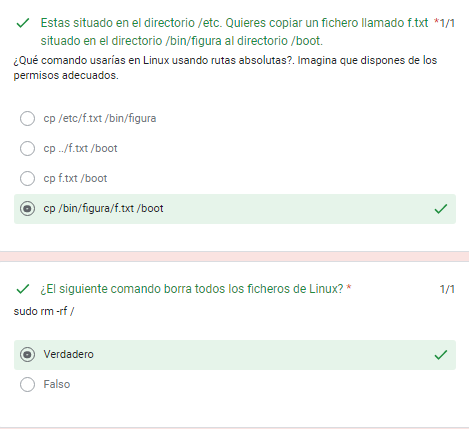 Estas situado en el directorio /etc. Quieres copiar un fichero llamado f.txt *1/1
situado en el directorio /bin/figura al directorio /boot.
¿Qué comando usarías en Linux usando rutas absolutas?. Imagina que dispones de los
permisos adecuados.
cp /etc/f.txt /bin/figura
cp ../f.txt /boot
cp f.txt /boot
cp /bin/figura/f.txt /boot
¿El siguiente comando borra todos los ficheros de Linux? * 1/1
sudo rm -rf /
Verdadero
Falso